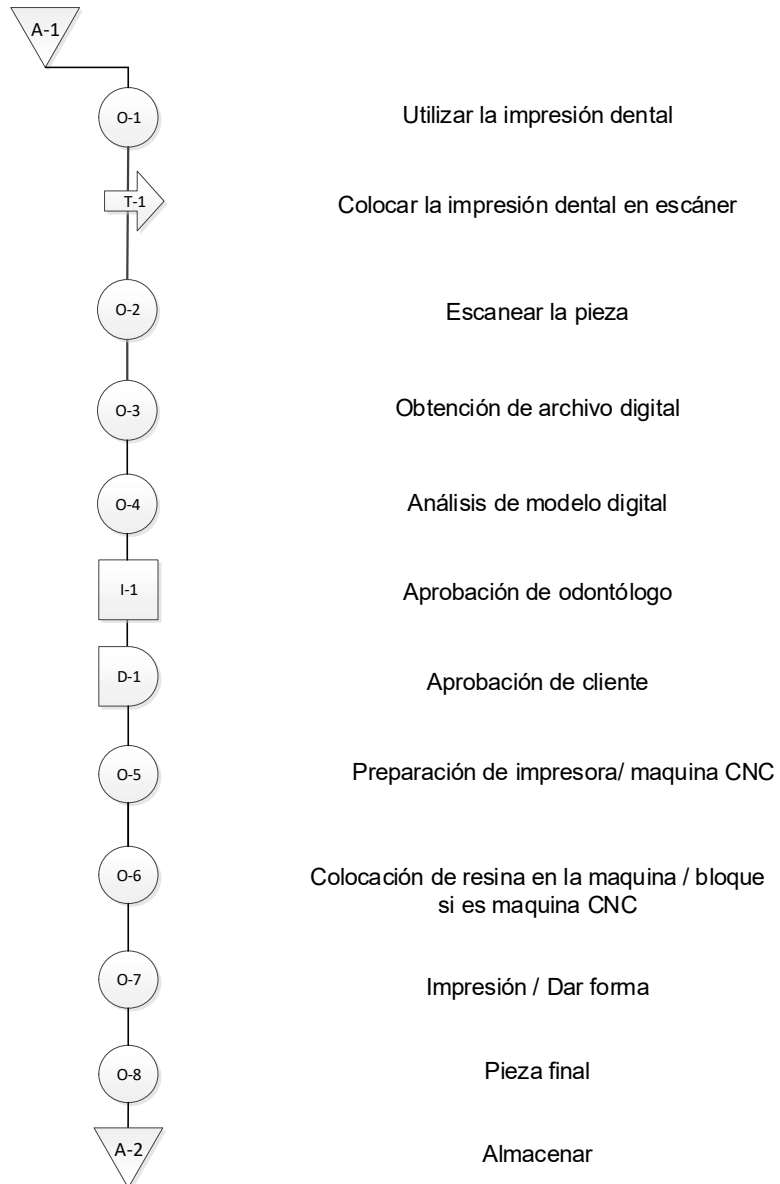 A-1
O-1 Utilizar la impresión dental
T-1 Colocar la impresión dental en escáner
O-2 Escanear la pieza
O-3 Obtención de archivo digital
O-4 Análisis de modelo digital
I-1 Aprobación de odontólogo
D-1 Aprobación de cliente
O-5 Preparación de impresora/ maquina CNC
O-6 Colocación de resina en la maquina / bloque
si es maquina CNC
O-7 Impresión / Dar forma
O-8 Pieza final
A-2 Almacenar